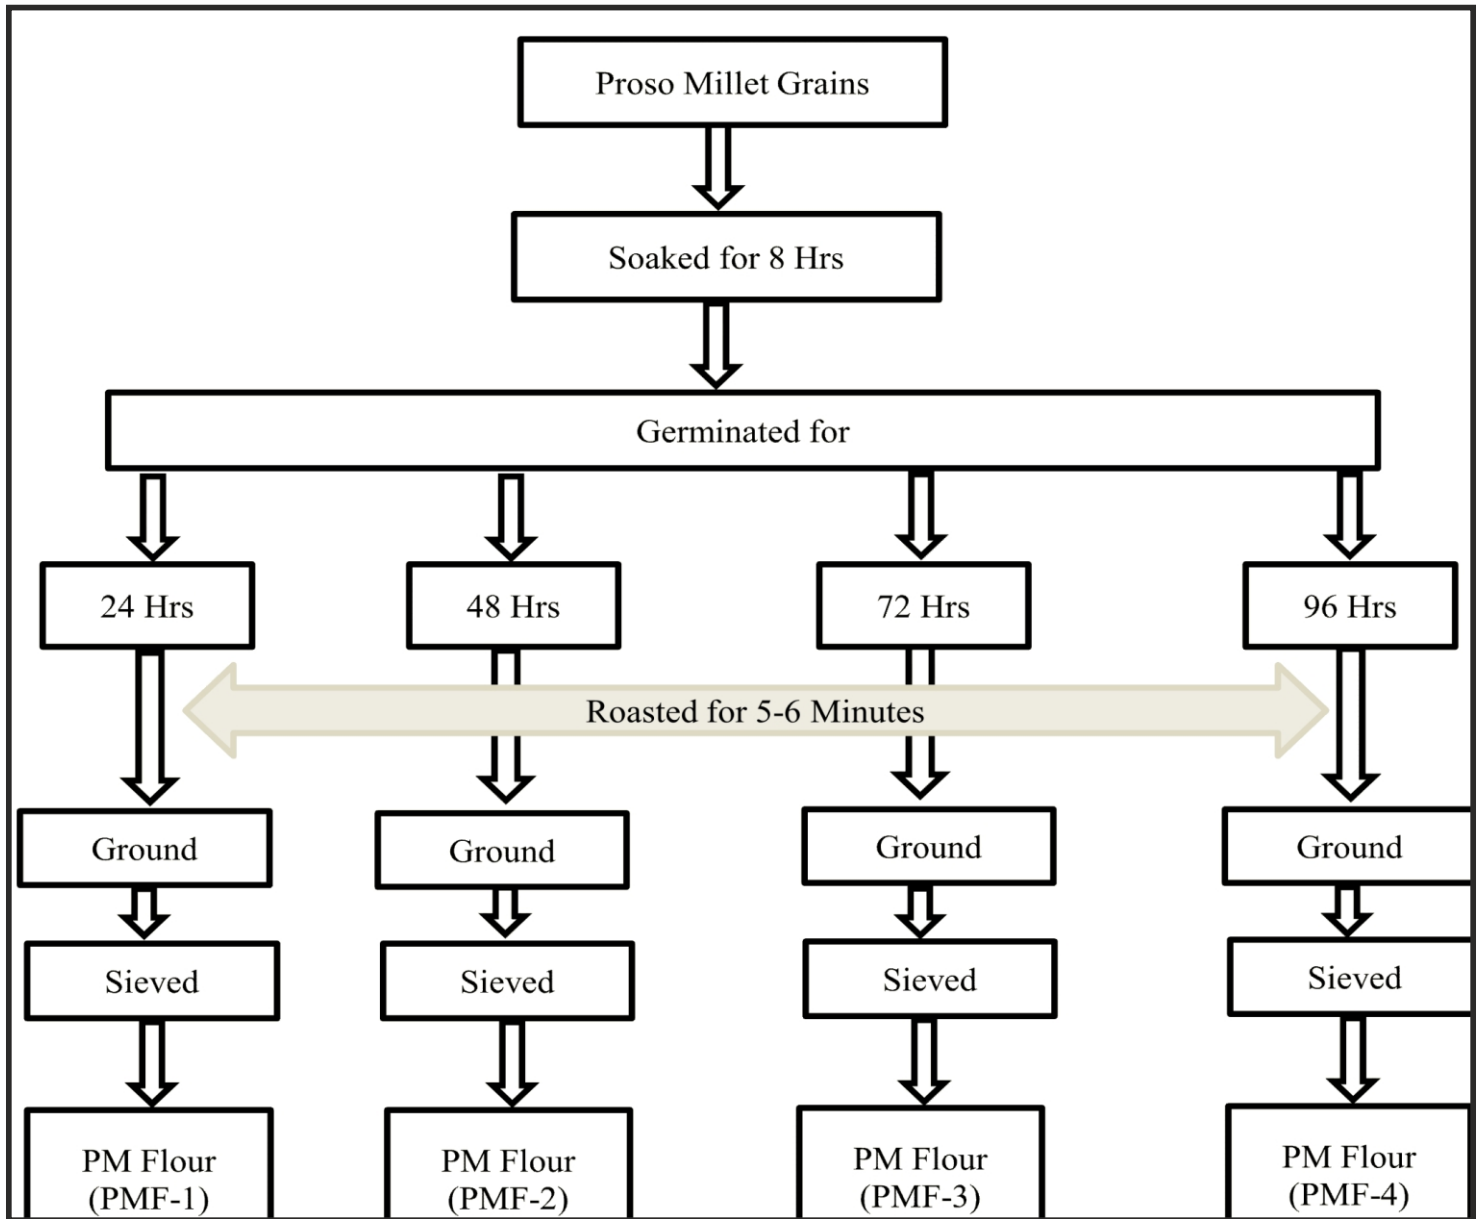 Proso Millet Grains
Soaked for 8 Hrs
Germinated for
24 Hrs
48 Hrs
72 Hrs
96 Hrs
Roasted for 5-6 Minutes
Ground
Ground
Ground
Ground
Sieved
Sieved
Sieved
Sieved
PM Flour
(PMF-1)
PM Flour
(PMF-2)
PM Flour
(PMF-3)
PM Flour
(PMF-4)